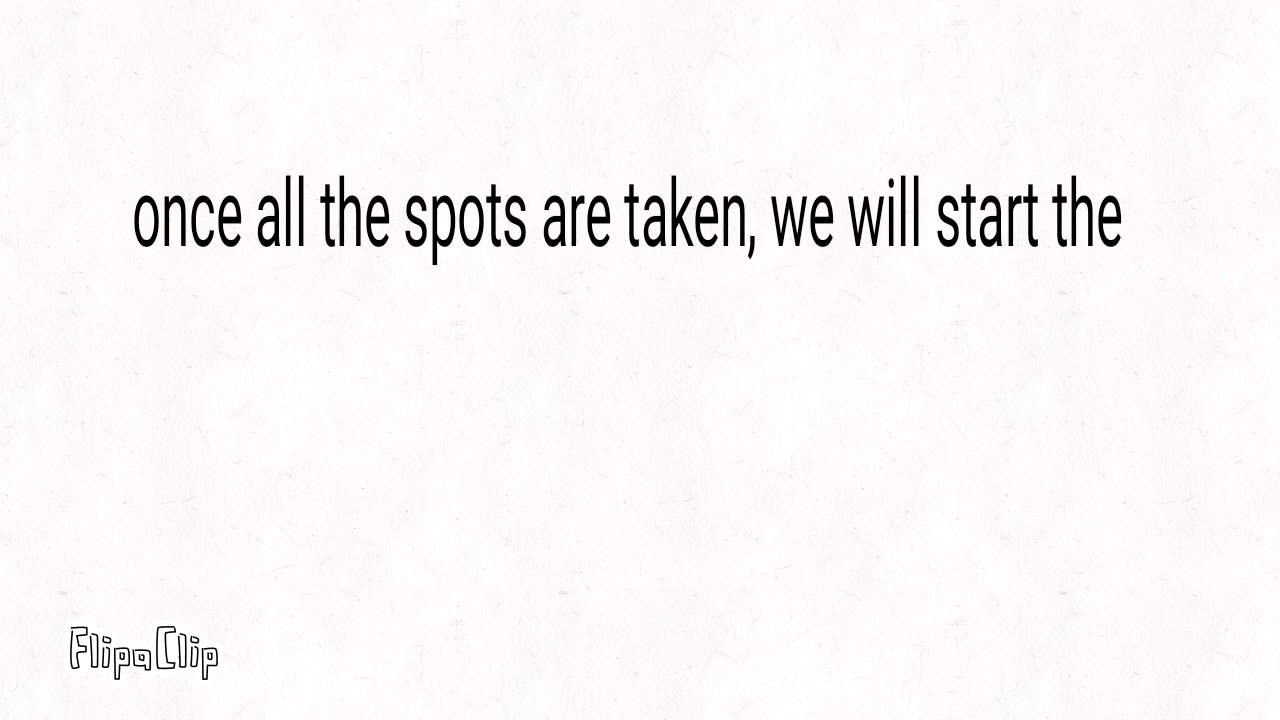 once all the spots are taken, we will start the
FlipaClip